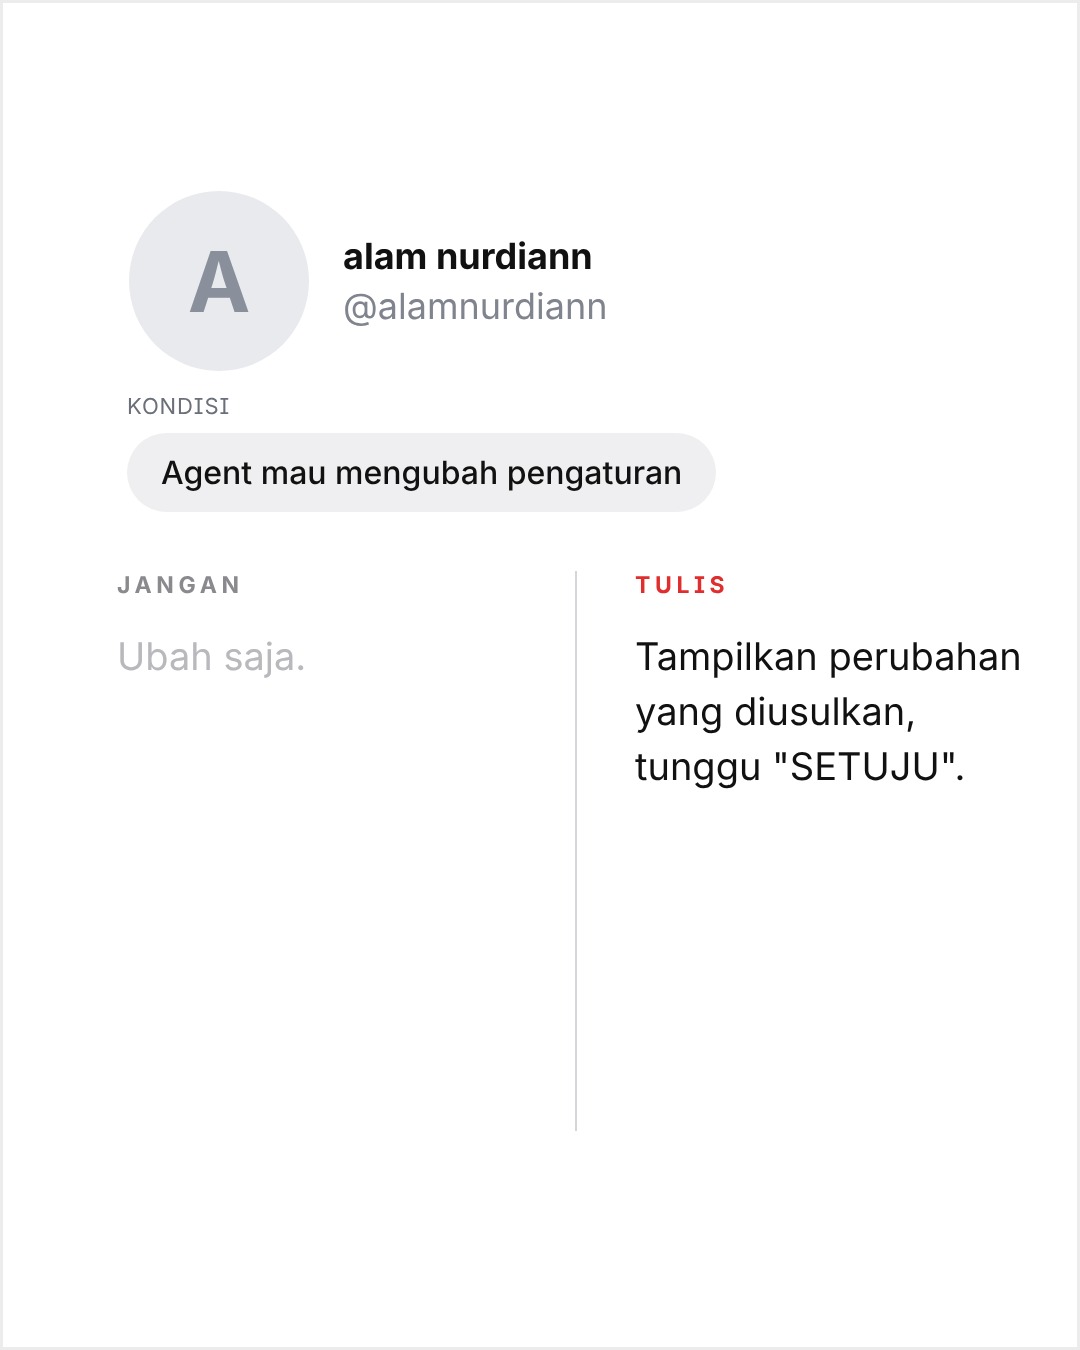 A
alam nurdiann
@alamnurdiann
KONDISI
Agent mau mengubah pengaturan
JANGAN
Ubah saja.
TULIS
Tampilkan perubahan
yang diusulkan,
tunggu "SETUJU".